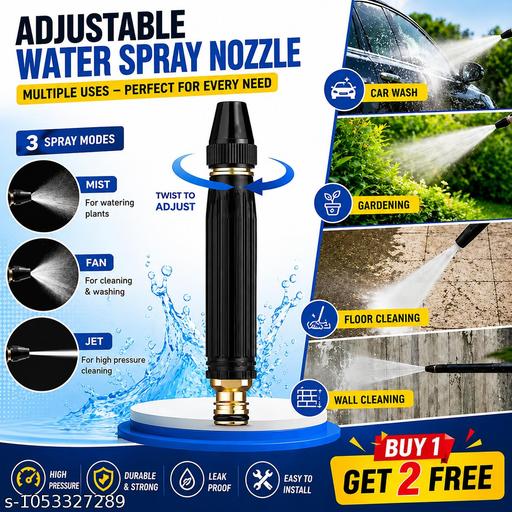 ADJUSTABLE
WATER SPRAY NOZZLE
MULTIPLE USES – PERFECT FOR EVERY NEED
3 SPRAY MODES
MIST
For watering
plants
FAN
For cleaning
& washing
JET
For high pressure
cleaning
TWIST TO
ADJUST
CAR WASH
GARDENING
FLOOR CLEANING
WALL CLEANING
HIGH
PRESSURE
DURABLE
& STRONG
LEAK
PROOF
EASY TO
INSTALL
BUY 1
GET 2 FREE
s-1053327289